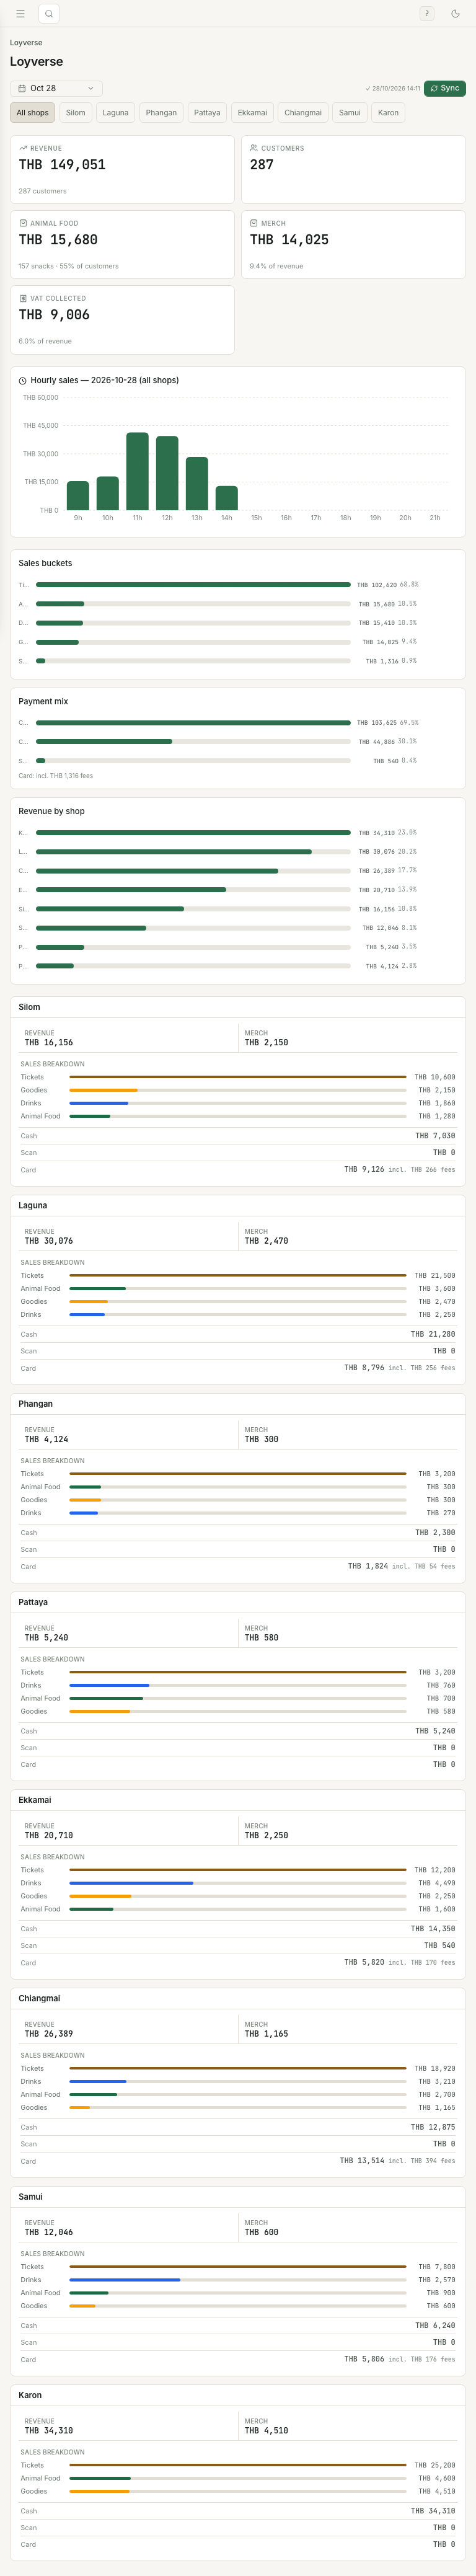 ?
Loyverse
Loyverse
Oct 28
✓ 28/10/2026 14:11 Sync
All shops Silom Laguna Phangan Pattaya Ekkamai Chiangmai Samui Karon
REVENUE
THB 149,051
287 customers
CUSTOMERS
287
ANIMAL FOOD
THB 15,680
157 snacks · 55% of customers
MERCH
THB 14,025
9.4% of revenue
VAT COLLECTED
THB 9,006
6.0% of revenue
Hourly sales — 2026-10-28 (all shops)
THB 60,000
THB 45,000
THB 30,000
THB 15,000
THB 0
9h 10h 11h 12h 13h 14h 15h 16h 17h 18h 19h 20h 21h
Sales buckets
Ti... THB 102,620 68.8%
A... THB 15,680 10.5%
D... THB 15,410 10.3%
G... THB 14,025 9.4%
S... THB 1,316 0.9%
Payment mix
C... THB 103,625 69.5%
C... THB 44,886 30.1%
S... THB 540 0.4%
Card: incl. THB 1,316 fees
Revenue by shop
K... THB 34,310 23.0%
L... THB 30,076 20.2%
C... THB 26,389 17.7%
E... THB 20,710 13.9%
Si... THB 16,156 10.8%
S... THB 12,046 8.1%
P... THB 5,240 3.5%
P... THB 4,124 2.8%
Silom
REVENUE MERCH
THB 16,156 THB 2,150
SALES BREAKDOWN
Tickets THB 10,600
Goodies THB 2,150
Drinks THB 1,860
Animal Food THB 1,280
Cash THB 7,030
Scan THB 0
Card THB 9,126 incl. THB 266 fees
Laguna
REVENUE MERCH
THB 30,076 THB 2,470
SALES BREAKDOWN
Tickets THB 21,500
Animal Food THB 3,600
Goodies THB 2,470
Drinks THB 2,250
Cash THB 21,280
Scan THB 0
Card THB 8,796 incl. THB 256 fees
Phangan
REVENUE MERCH
THB 4,124 THB 300
SALES BREAKDOWN
Tickets THB 3,200
Animal Food THB 300
Goodies THB 300
Drinks THB 270
Cash THB 2,300
Scan THB 0
Card THB 1,824 incl. THB 54 fees
Pattaya
REVENUE MERCH
THB 5,240 THB 580
SALES BREAKDOWN
Tickets THB 3,200
Drinks THB 760
Animal Food THB 700
Goodies THB 580
Cash THB 5,240
Scan THB 0
Card THB 0
Ekkamai
REVENUE MERCH
THB 20,710 THB 2,250
SALES BREAKDOWN
Tickets THB 12,200
Drinks THB 4,490
Goodies THB 2,250
Animal Food THB 1,600
Cash THB 14,350
Scan THB 540
Card THB 5,820 incl. THB 170 fees
Chiangmai
REVENUE MERCH
THB 26,389 THB 1,165
SALES BREAKDOWN
Tickets THB 18,920
Drinks THB 3,210
Animal Food THB 2,700
Goodies THB 1,165
Cash THB 12,875
Scan THB 0
Card THB 13,514 incl. THB 394 fees
Samui
REVENUE MERCH
THB 12,046 THB 600
SALES BREAKDOWN
Tickets THB 7,800
Drinks THB 2,570
Animal Food THB 900
Goodies THB 600
Cash THB 6,240
Scan THB 0
Card THB 5,806 incl. THB 176 fees
Karon
REVENUE MERCH
THB 34,310 THB 4,510
SALES BREAKDOWN
Tickets THB 25,200
Animal Food THB 4,600
Goodies THB 4,510
Cash THB 34,310
Scan THB 0
Card THB 0